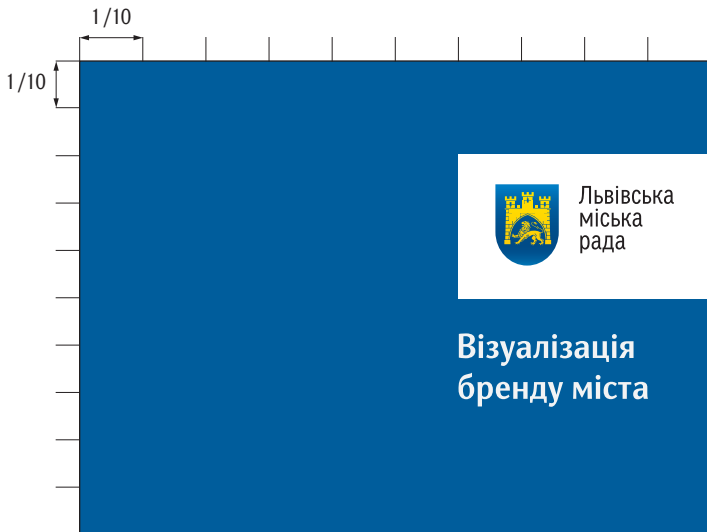 1/10
1/10
Львівська
міська
рада
Візуалізація
бренду міста